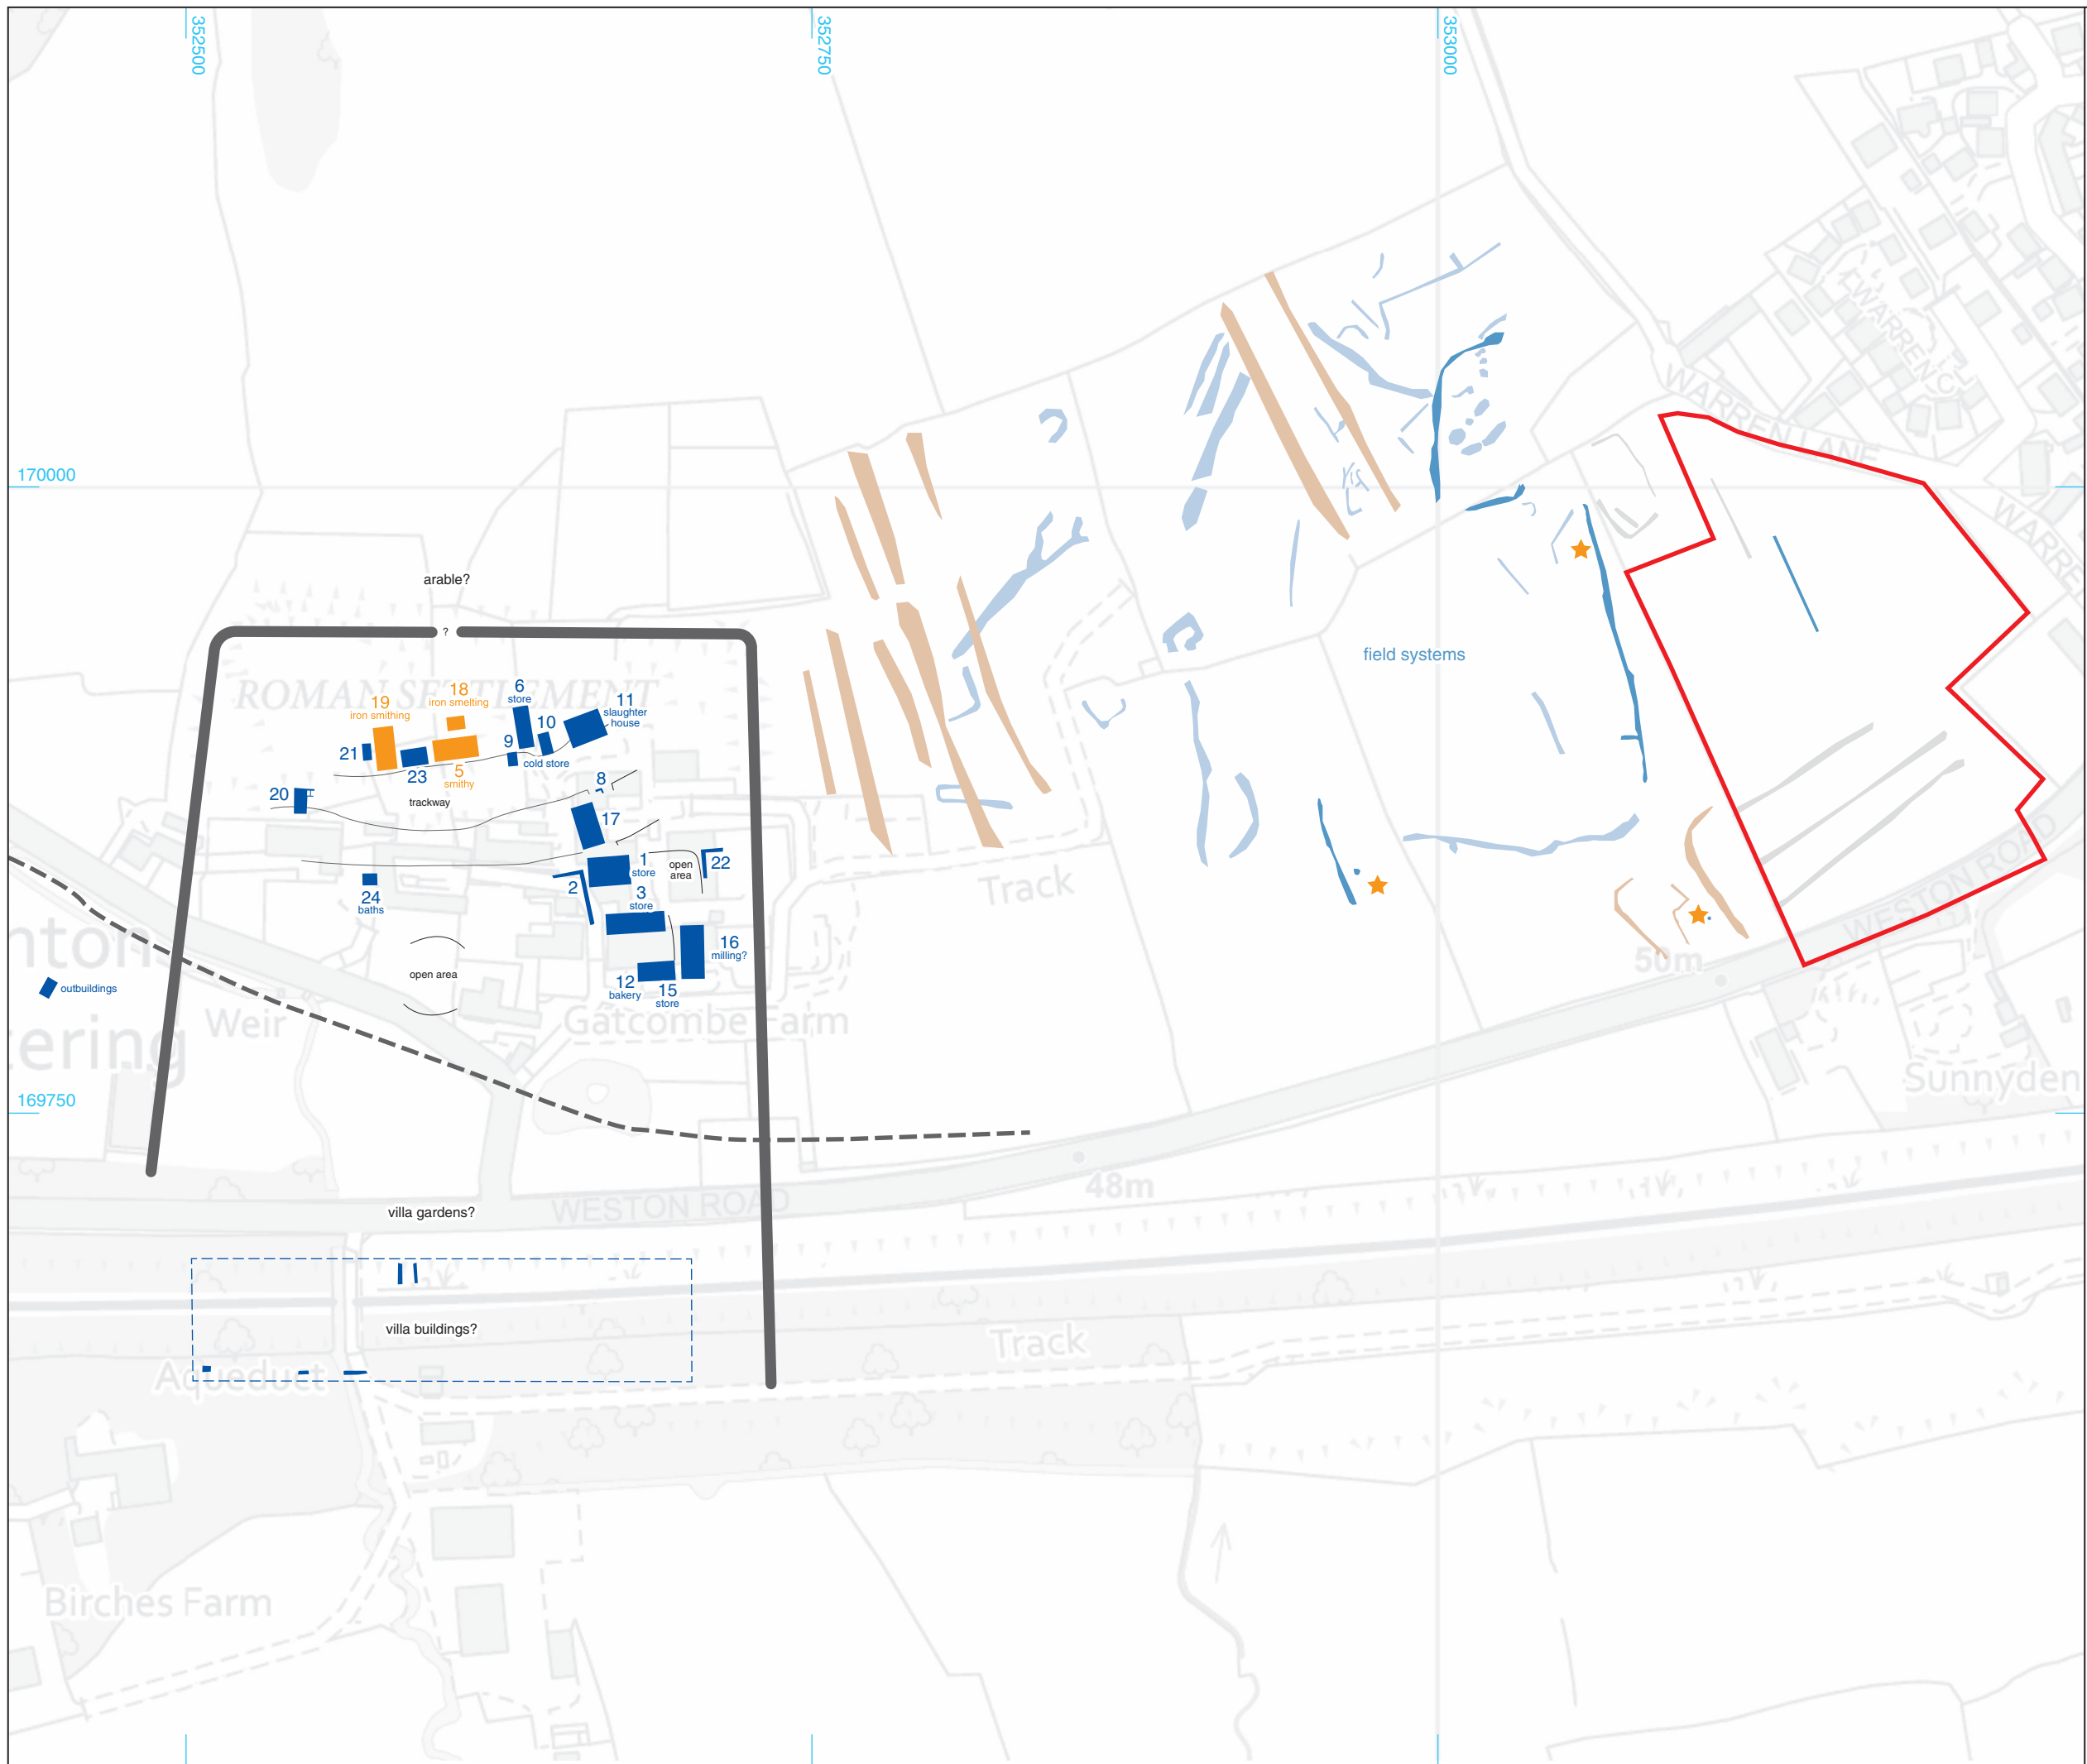 352500
352750
353000
WARREN C
WARREN LANE
170000
WARRE
arable?
?
field systems
ROMAN SETTLEMENT
19
iron smithing
18
iron smelting
6
store
11
slaughter
house
10
9
cold store
21
23
5
smithy
20
trackway
8
17
1
store
open
area
22
2
3
store
24
baths
Track
WESTON ROAD
16
milling?
nton
open area
12
bakery
15
store
50m
outbuildings
Weir
Gatcombe Farm
tering
Sunnyden
169750
48m
WESTON ROAD
villa gardens?
villa buildings?
Track
Aqueduct
Birches Farm